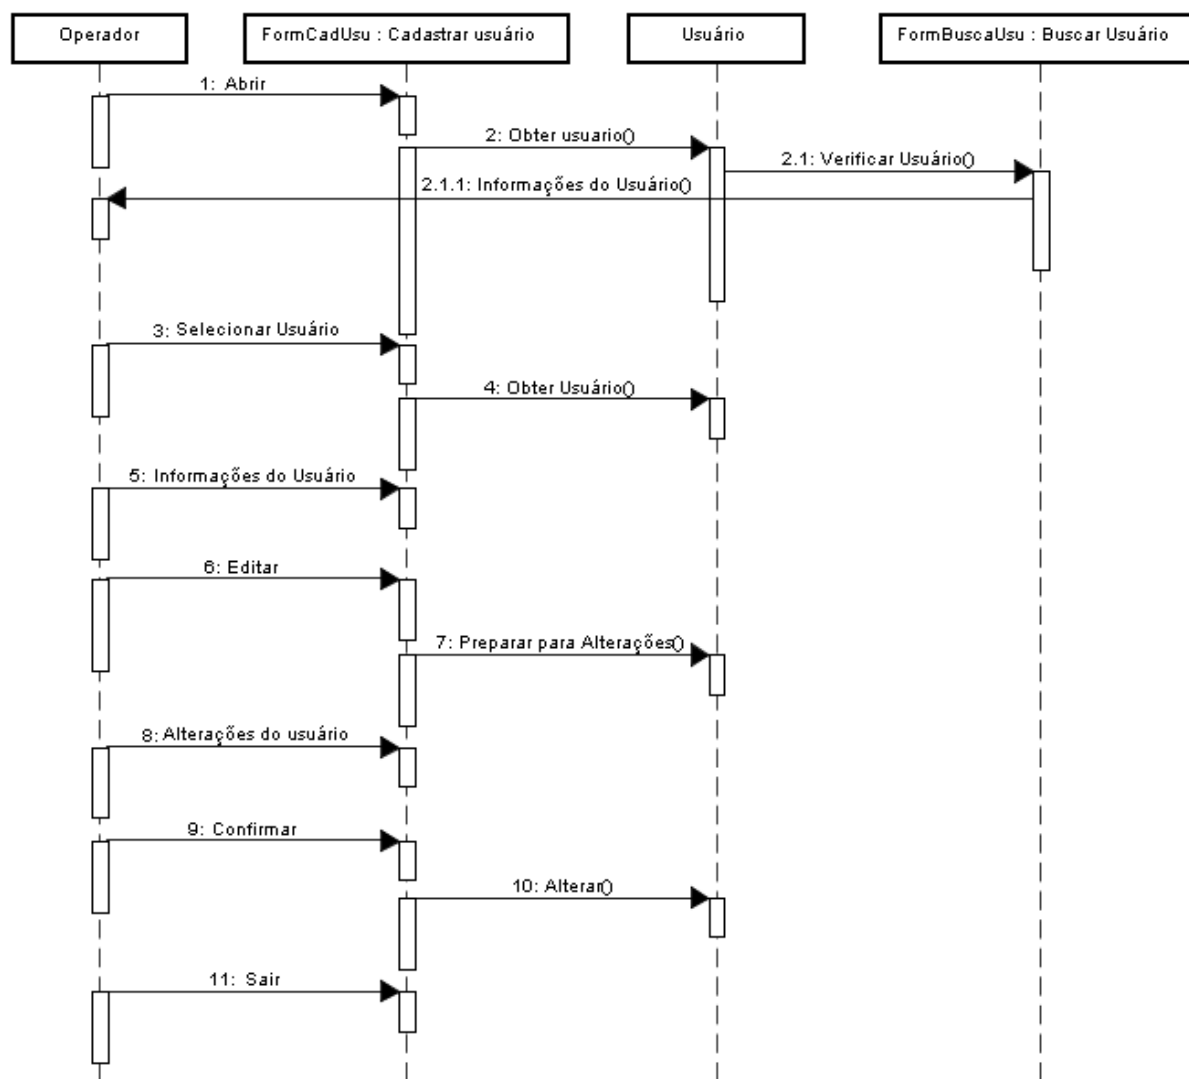 Operador
FormCadUsu : Cadastrar usuário
Usuário
FormBuscaUsu : Buscar Usuário
1: Abrir
2: Obter usuario()
2.1: Verificar Usuário()
2.1.1: Informações do Usuário()
3: Selecionar Usuário
4: Obter Usuário()
5: Informações do Usuário
6: Editar
7: Preparar para Alterações()
8: Alterações do usuário
9: Confirmar
10: Alterar()
11: Sair